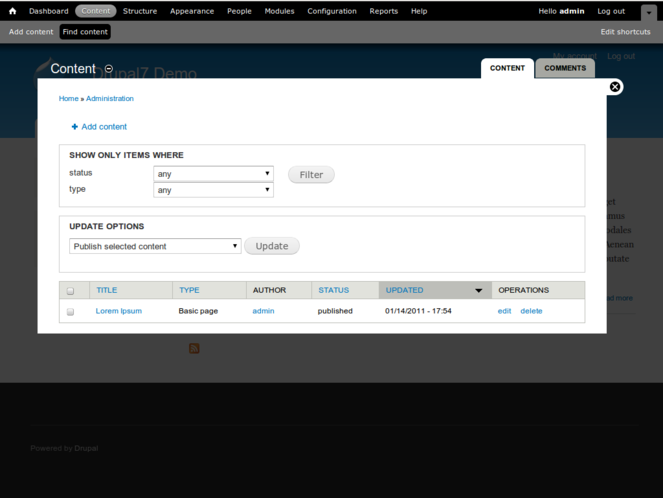 Dashboard Content Structure Appearance People Modules Configuration Reports Help Hello admin Log out
Add content Find content Edit shortcuts
My account Log out
Content
Drupal7 Demo
CONTENT COMMENTS
Home » Administration
Add content
SHOW ONLY ITEMS WHERE
status any Filter
type any
UPDATE OPTIONS
Publish selected content Update
TITLE TYPE AUTHOR STATUS UPDATED OPERATIONS
Lorem Ipsum Basic page admin published 01/14/2011 - 17:54 edit delete
Powered by Drupal